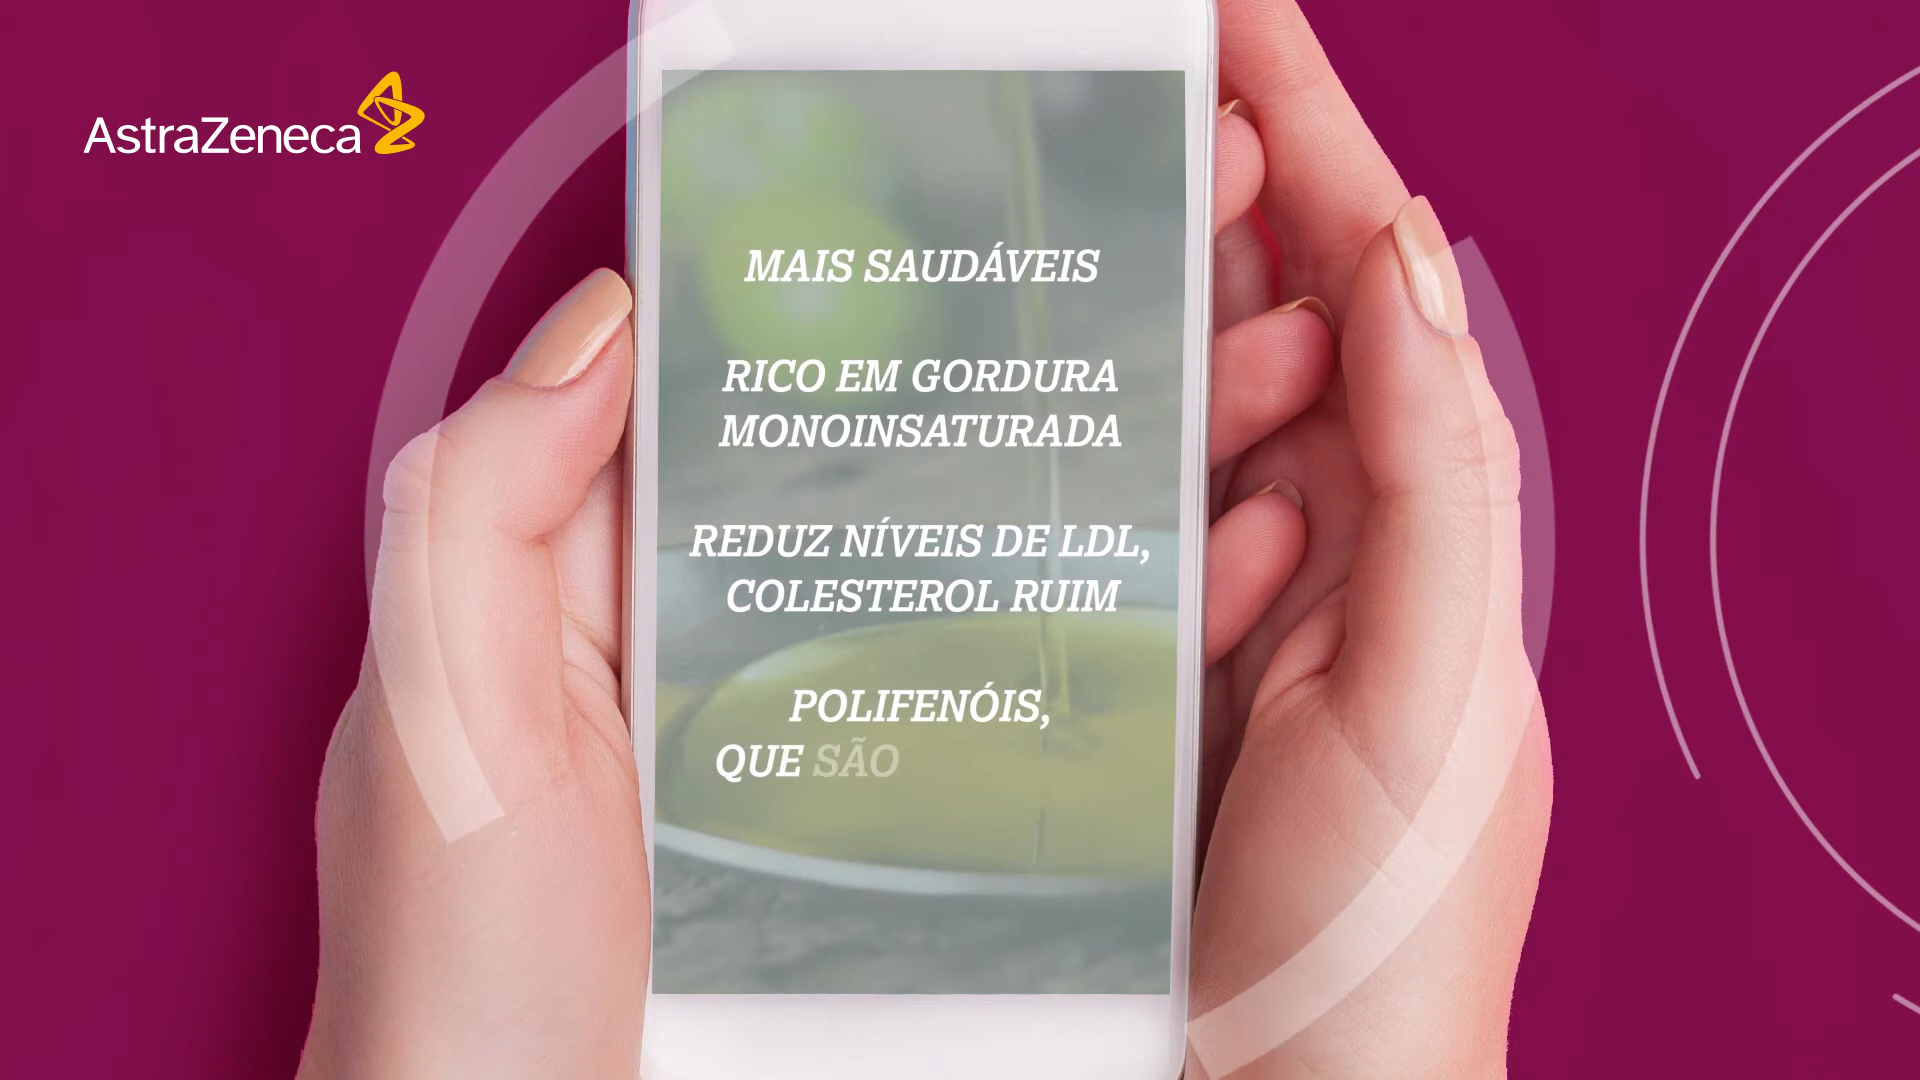 AstraZeneca
MAIS SAUDÁVEIS
RICO EM GORDURA
MONOINSATURADA
REDUZ NÍVEIS DE LDL,
COLESTEROL RUIM
POLIFENÓIS,
QUE SÃO